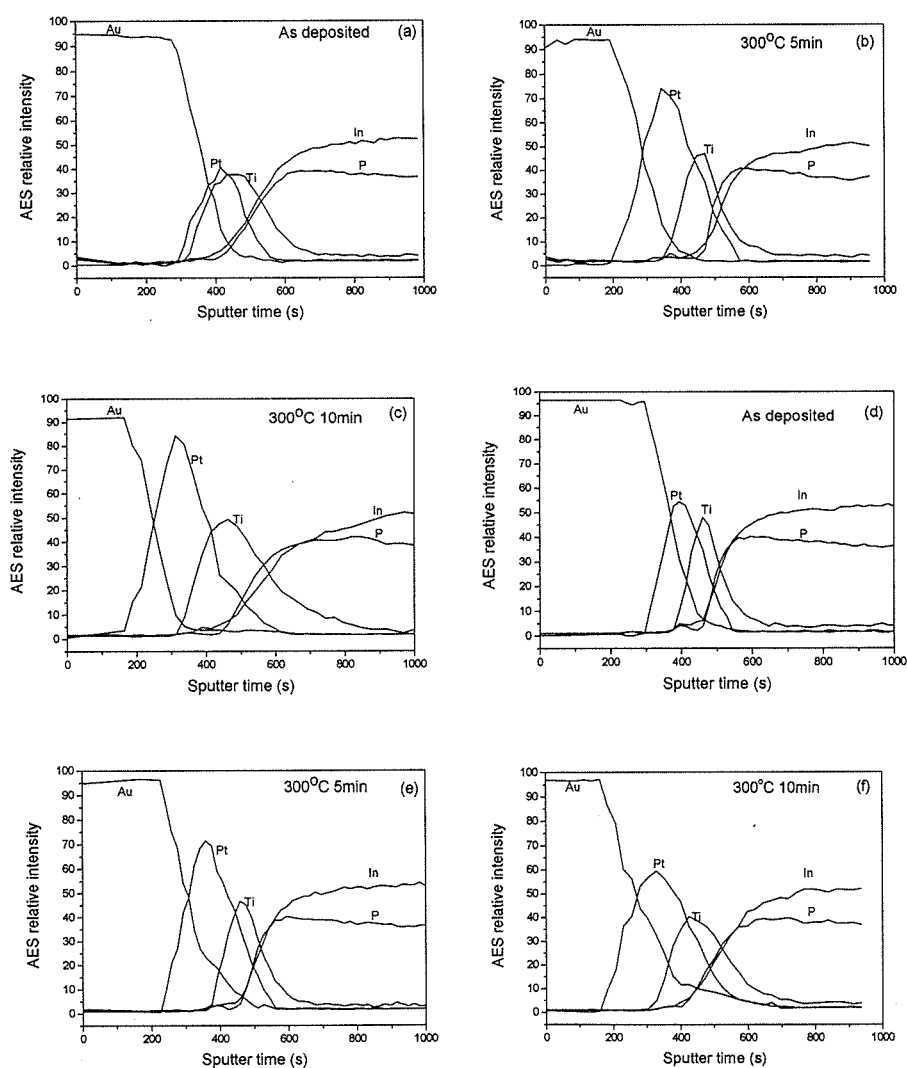 As deposited (a)
Au
Pt
Ti
In
P
100
90
80
70
60
50
40
30
20
10
0
0 200 400 600 800 1000
AES relative intensity
Sputter time (s)
300°C 5min (b)
Au
Pt
Ti
In
P
100
90
80
70
60
50
40
30
20
10
0
0 200 400 600 800 1000
AES relative intensity
Sputter time (s)
300°C 10min (c)
Au
Pt
Ti
In
P
100
90
80
70
60
50
40
30
20
10
0
0 200 400 600 800 1000
AES relative intensity
Sputter time (s)
As deposited (d)
Au
Pt
Ti
In
P
100
90
80
70
60
50
40
30
20
10
0
0 200 400 600 800 1000
AES relative intensity
Sputter time (s)
300°C 5min (e)
Au
Pt
Ti
In
P
100
90
80
70
60
50
40
30
20
10
0
0 200 400 600 800 1000
AES relative intensity
Sputter time (s)
300°C 10min (f)
Au
Pt
Ti
In
P
100
90
80
70
60
50
40
30
20
10
0
0 200 400 600 800 1000
AES relative intensity
Sputter time (s)